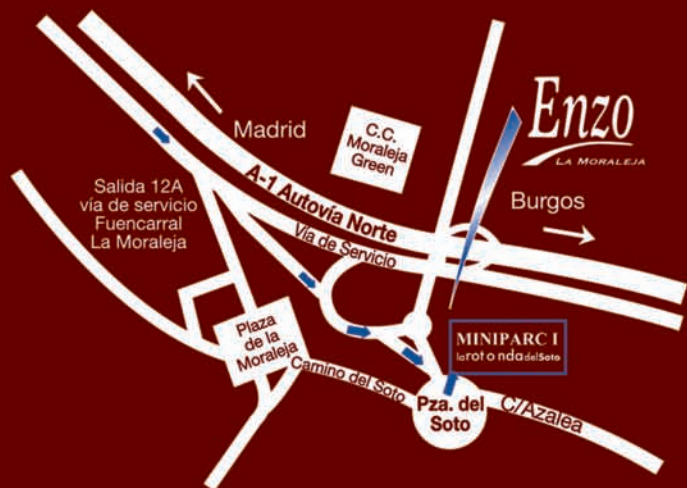 Enzo
LA MORALEJA
Madrid
C.C.
Moraleja
Green
A-1 Autovía Norte
Vía de Servicio
Burgos
Salida 12A
vía de servicio
Fuencarral
La Moraleja
Plaza
de la
Moraleja
Camino del Soto
MINIPARC I
larotondadelSoto
Pza. del
Soto
C/Azalea